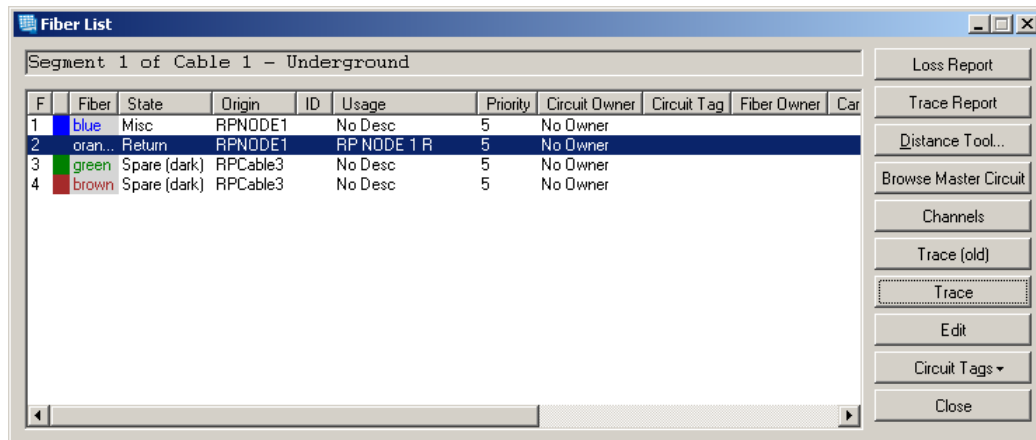 Fiber List
Segment 1 of Cable 1 - Underground
F Fiber State Origin ID Usage Priority Circuit Owner Circuit Tag Fiber Owner Car
1 blue Misc RPNODE1 No Desc 5 No Owner
2 oran... Return RPNODE1 RP NODE 1 R 5 No Owner
3 green Spare (dark) RPCable3 No Desc 5 No Owner
4 brown Spare (dark) RPCable3 No Desc 5 No Owner
Loss Report
Trace Report
Distance Tool...
Browse Master Circuit
Channels
Trace (old)
Trace
Edit
Circuit Tags
Close